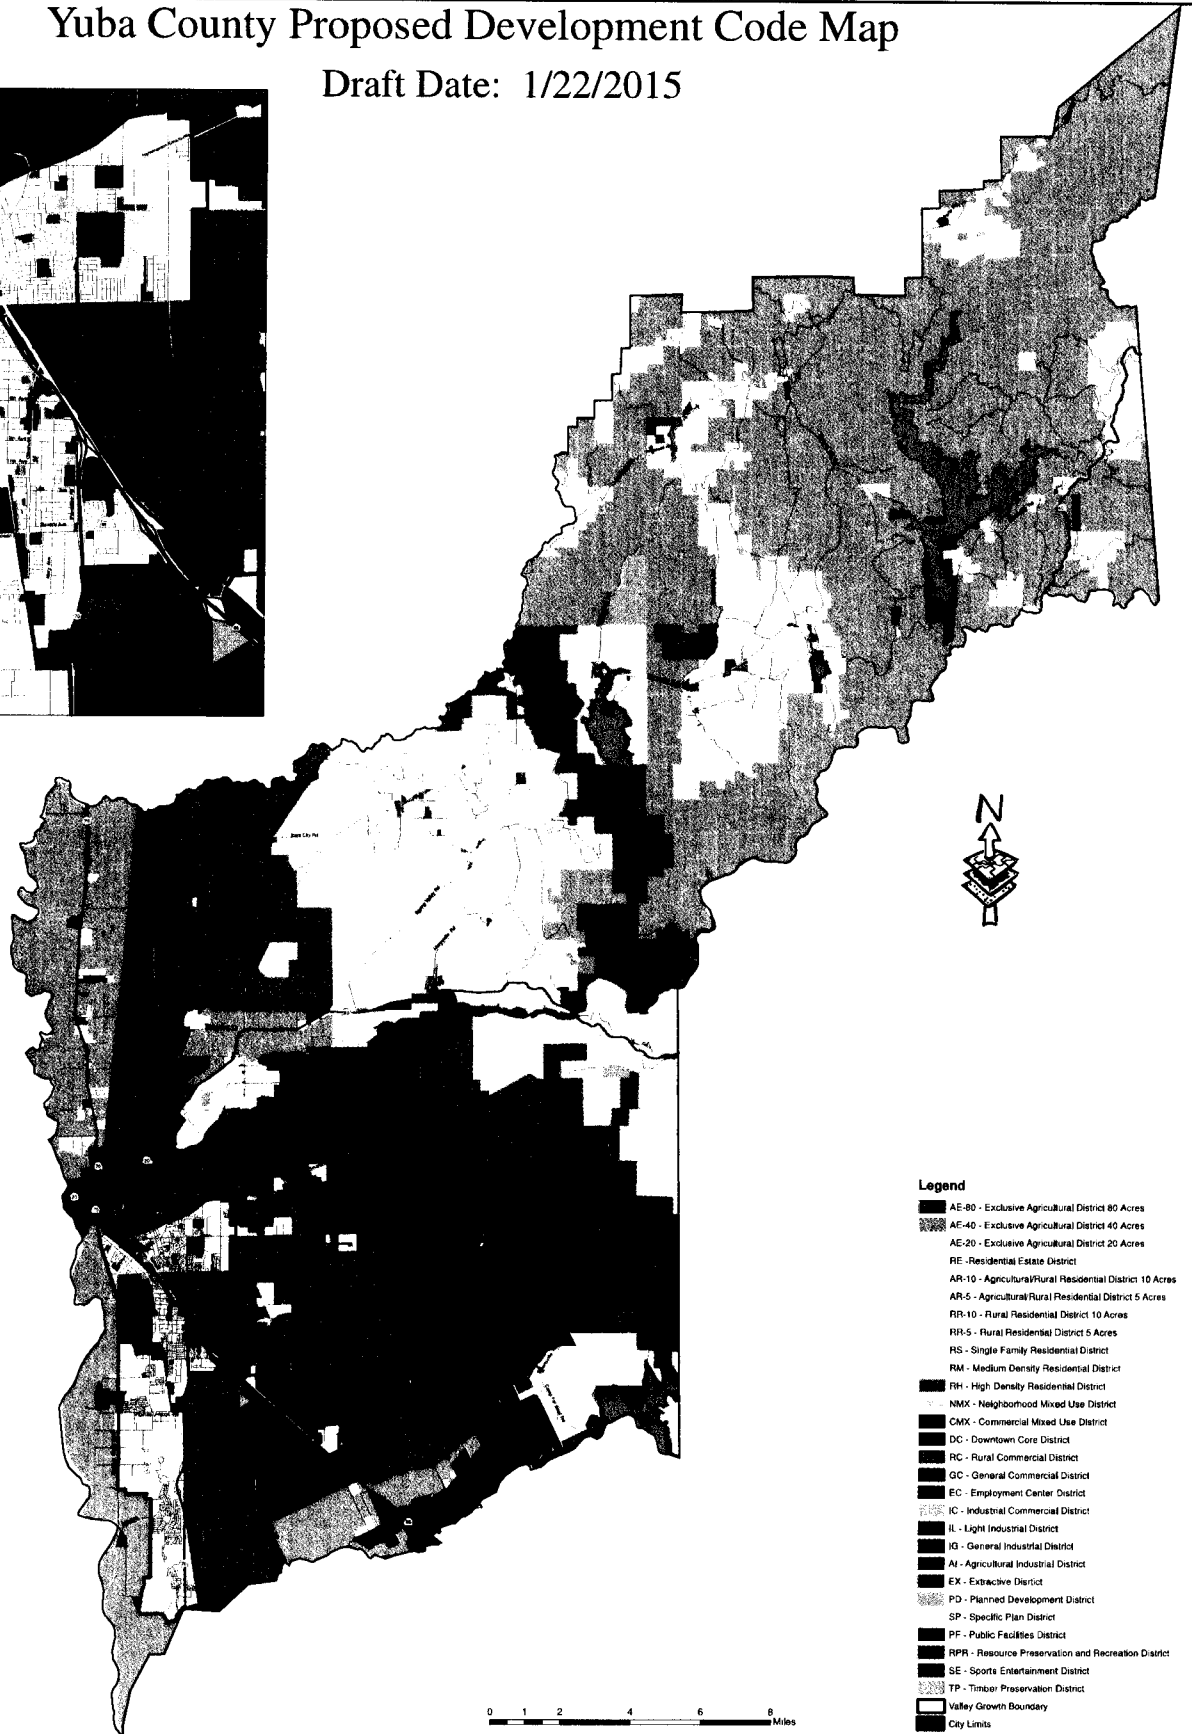 Yuba County Proposed Development Code Map
Draft Date: 1/22/2015
N
Legend
AE-80 - Exclusive Agricultural District 80 Acres
AE-40 - Exclusive Agricultural District 40 Acres
AE-20 - Exclusive Agricultural District 20 Acres
RE -Residential Estate District
AR-10 - Agricultural/Rural Residential District 10 Acres
AR-5 - Agricultural/Rural Residential District 5 Acres
RR-10 - Rural Residential District 10 Acres
RR-5 - Rural Residential District 5 Acres
RS - Single Family Residential District
RM - Medium Density Residential District
RH - High Density Residential District
NMX - Neighborhood Mixed Use District
CMX - Commercial Mixed Use District
DC - Downtown Core District
RC - Rural Commercial District
GC - General Commercial District
EC - Employment Center District
IC - Industrial Commercial District
IL - Light Industrial District
IG - General Industrial District
AI - Agricultural Industrial District
EX - Extractive Disrtict
PD - Planned Development District
SP - Specific Plan District
PF - Public Facilities District
RPR - Resource Preservation and Recreation District
SE - Sports Entertainment District
TP - Timber Preservation District
Valley Growth Boundary
City Limits
0 1 2 4 6 8
Miles